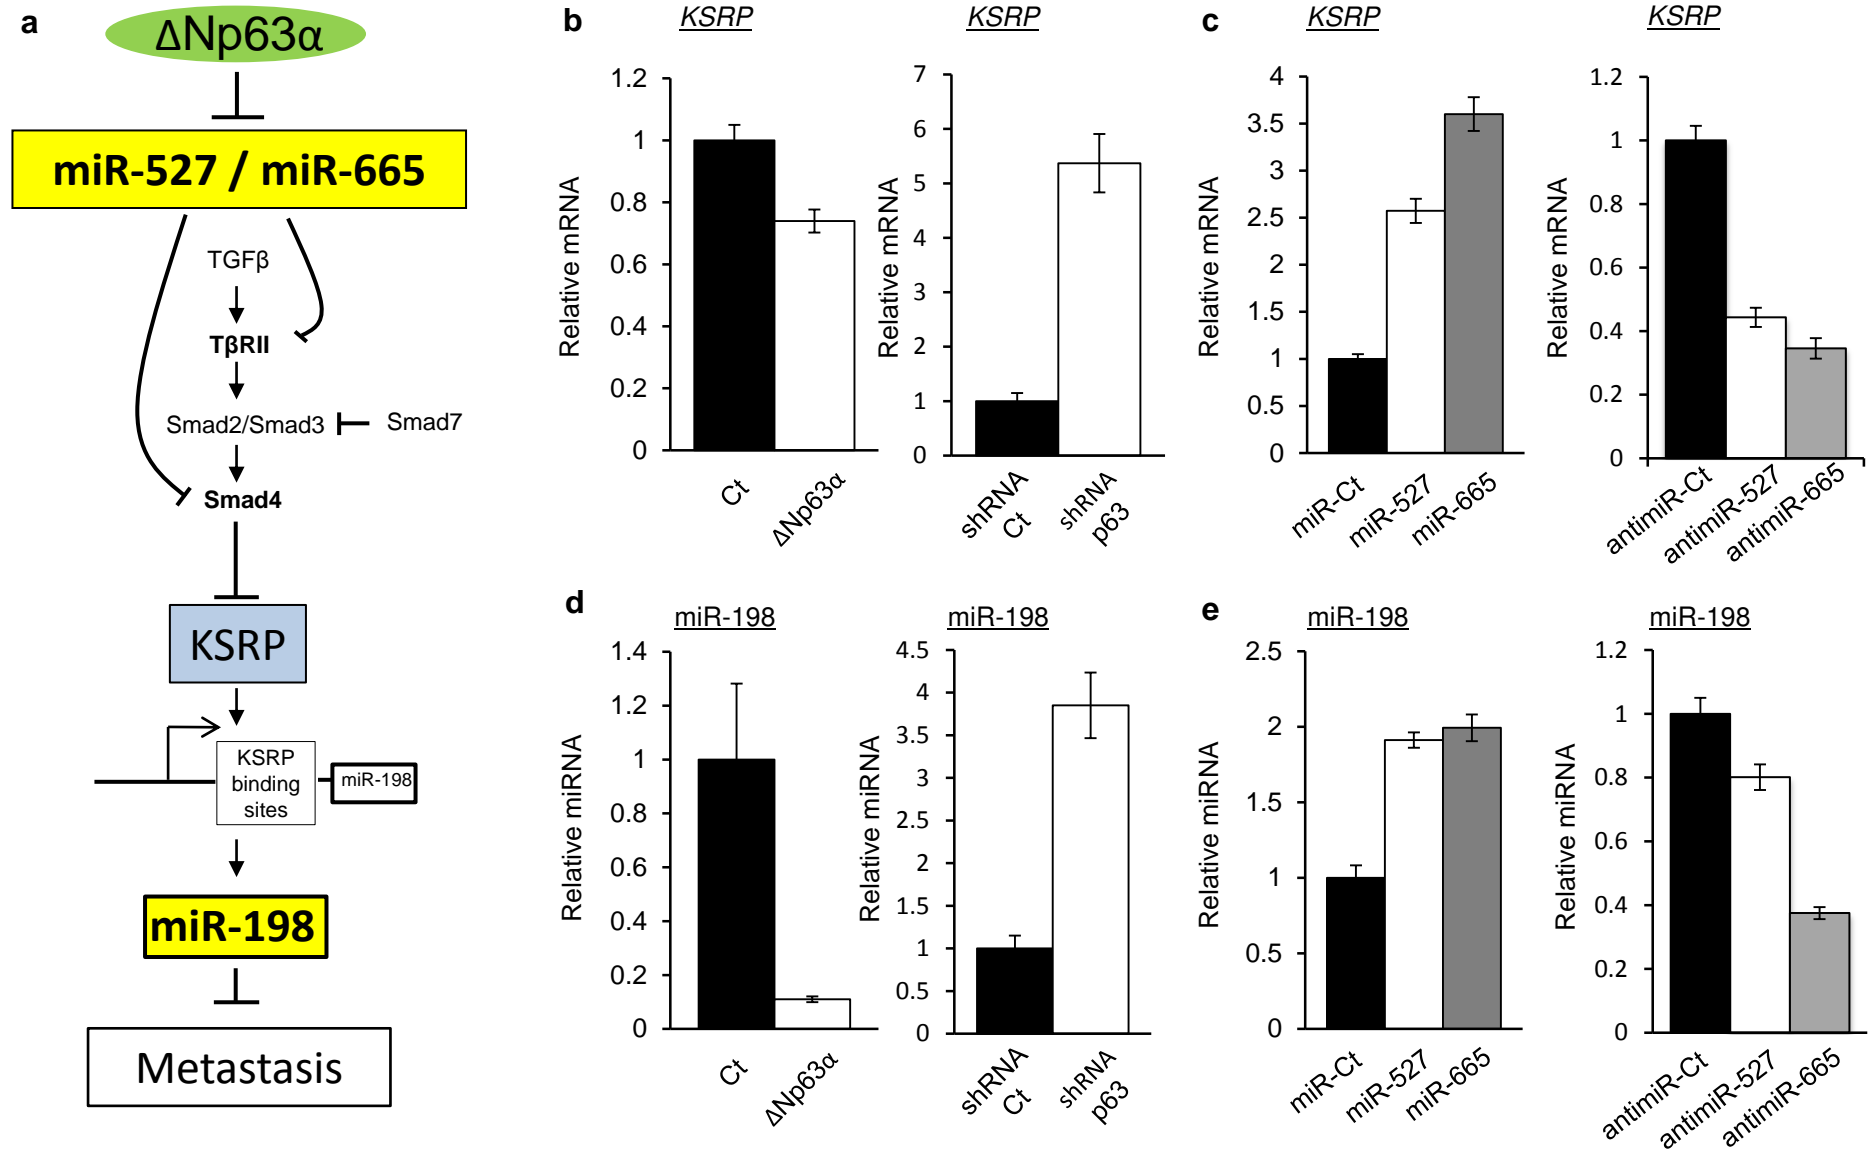 a
ΔNp63α
miR-527 / miR-665
TGFβ
TβRII
Smad2/Smad3
Smad7
Smad4
KSRP
KSRP
binding
sites
miR-198
miR-198
Metastasis
b
KSRP
Relative mRNA
1.2
1
0.8
0.6
0.4
0.2
0
Ct
ΔNp63α
KSRP
Relative mRNA
7
6
5
4
3
2
1
0
shRNA
Ct
shRNA
p63
c
KSRP
Relative mRNA
4
3.5
3
2.5
2
1.5
1
0.5
0
miR-Ct
miR-527
miR-665
KSRP
Relative mRNA
1.2
1
0.8
0.6
0.4
0.2
0
antimiR-Ct
antimiR-527
antimiR-665
d
miR-198
Relative miRNA
1.4
1.2
1
0.8
0.6
0.4
0.2
0
Ct
ΔNp63α
miR-198
Relative miRNA
4.5
4
3.5
3
2.5
2
1.5
1
0.5
0
shRNA
Ct
shRNA
p63
e
miR-198
Relative miRNA
2.5
2
1.5
1
0.5
0
miR-Ct
miR-527
miR-665
miR-198
Relative miRNA
1.2
1
0.8
0.6
0.4
0.2
0
antimiR-Ct
antimiR-527
antimiR-665